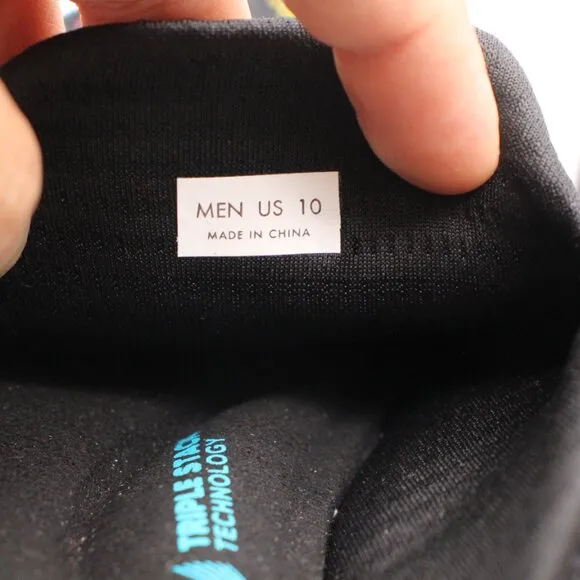 MEN US 10
MADE IN CHINA
TRIPLE STACK
TECHNOLOGY